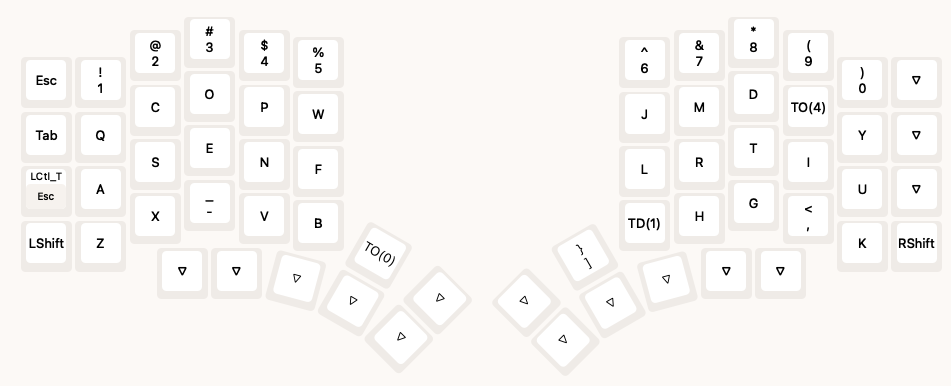 Esc
!
1
@
2
#
3
$
4
%
5
^
6
&
7
*
8
(
9
)
0
▽
Tab
Q
C
O
P
W
J
M
D
TO(4)
Y
▽
LCtl_T
Esc
A
S
E
N
F
L
R
T
I
U
▽
LShift
Z
X
_
-
V
B
TD(1)
H
G
<
,
K
RShift
▽
▽
▽
▽
TO(0)
▽
▽
▽
▽
}
]
▽
▽
▽
▽